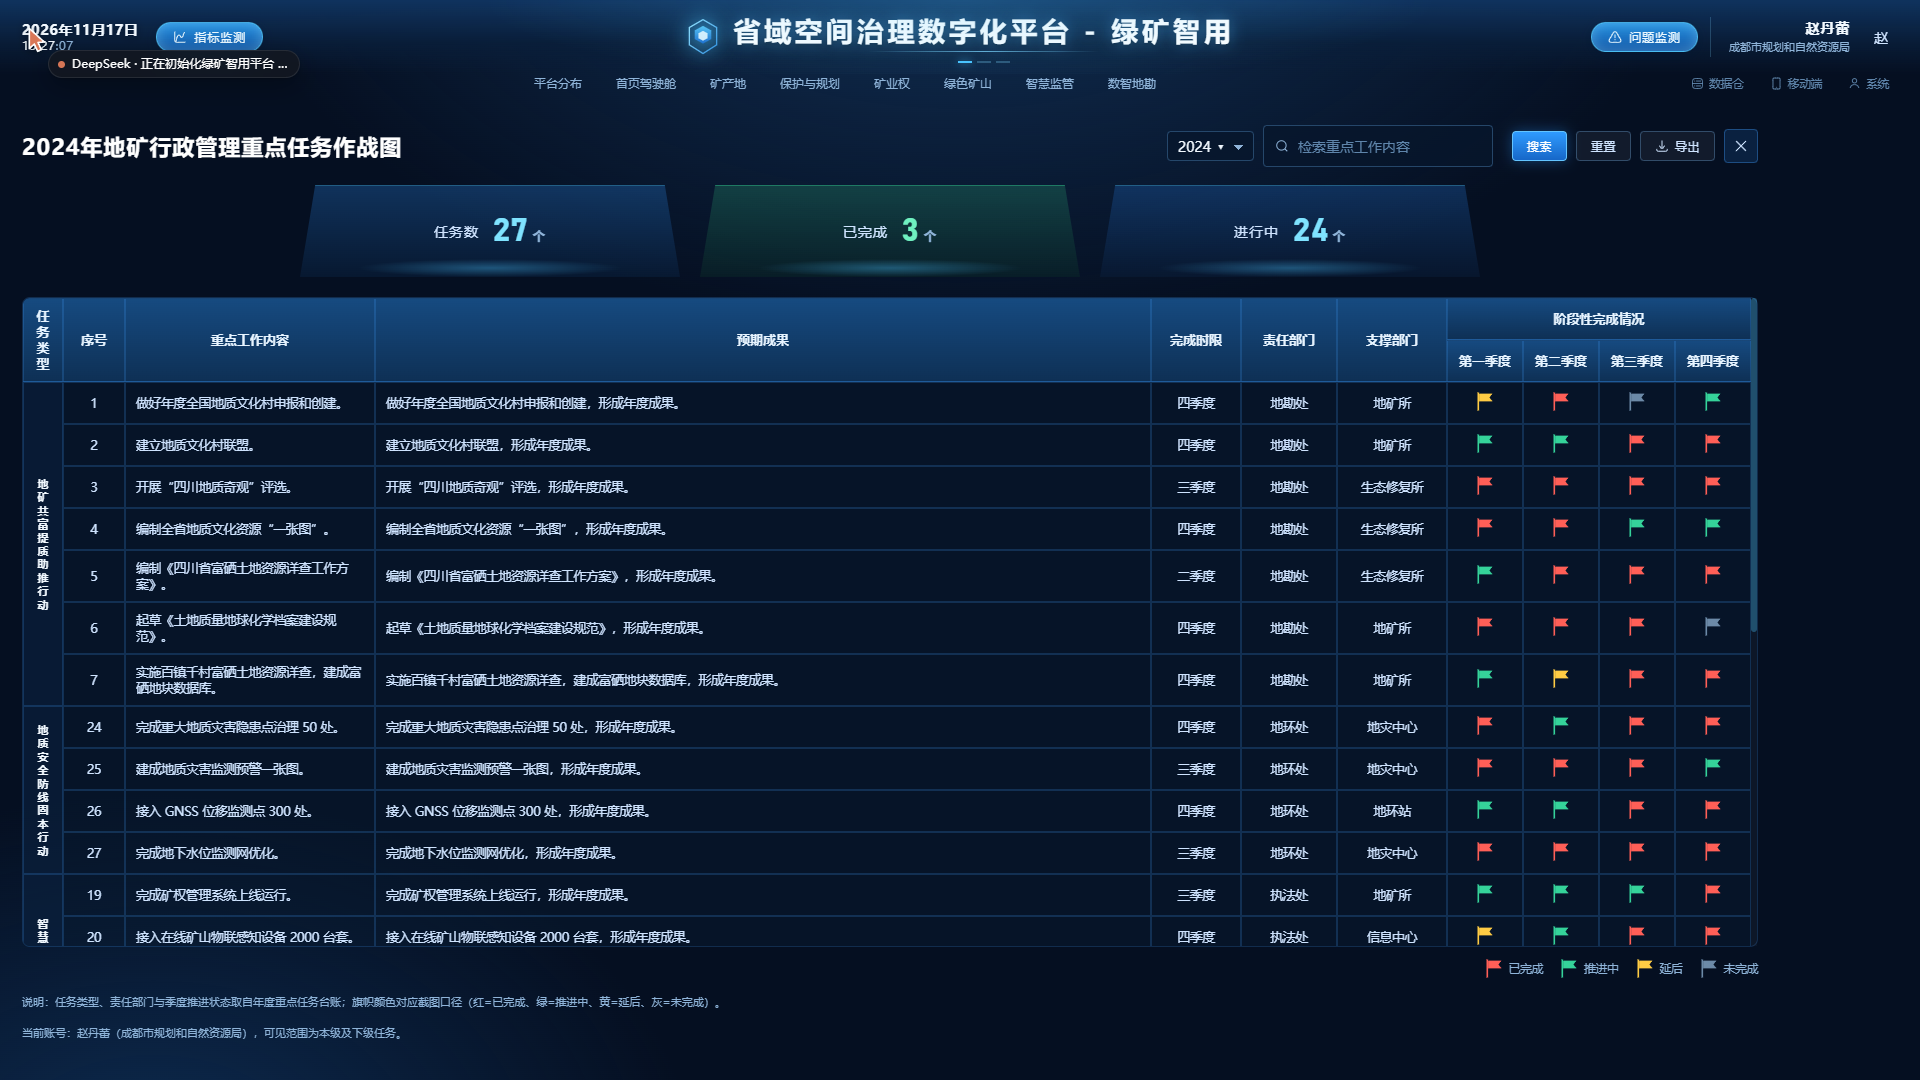 2026年11月17日
指标监测
省域空间治理数字化平台 - 绿矿智用
问题监测
赵丹蕾
成都市规划和自然资源局
赵
27:07
DeepSeek · 正在初始化绿矿智用平台 ...
平台分布 首页驾驶舱 矿产地 保护与规划 矿业权 绿色矿山 智慧监管 数智地勘
数据仓 移动端 系统
2024年地矿行政管理重点任务作战图
2024 检索重点工作内容 搜索 重置 导出
任务数 27 个
已完成 3 个
进行中 24 个
任务类型 序号 重点工作内容 预期成果 完成时限 责任部门 支撑部门 阶段性完成情况
第一季度 第二季度 第三季度 第四季度
地矿共富提质助推行动
1 做好年度全国地质文化村申报和创建。 做好年度全国地质文化村申报和创建，形成年度成果。 四季度 地勘处 地矿所
2 建立地质文化村联盟。 建立地质文化村联盟，形成年度成果。 四季度 地勘处 地矿所
3 开展“四川地质奇观”评选。 开展“四川地质奇观”评选，形成年度成果。 三季度 地勘处 生态修复所
4 编制全省地质文化资源“一张图”。 编制全省地质文化资源“一张图”，形成年度成果。 四季度 地勘处 生态修复所
5 编制《四川省富硒土地资源详查工作方案》。 编制《四川省富硒土地资源详查工作方案》，形成年度成果。 二季度 地勘处 生态修复所
6 起草《土地质量地球化学档案建设规范》。 起草《土地质量地球化学档案建设规范》，形成年度成果。 四季度 地勘处 地矿所
7 实施百镇千村富硒土地资源详查，建成富硒地块数据库。 实施百镇千村富硒土地资源详查，建成富硒地块数据库，形成年度成果。 四季度 地勘处 地矿所
地质安全防线固本行动
24 完成重大地质灾害隐患点治理 50 处。 完成重大地质灾害隐患点治理 50 处，形成年度成果。 四季度 地环处 地灾中心
25 建成地质灾害监测预警一张图。 建成地质灾害监测预警一张图，形成年度成果。 三季度 地环处 地灾中心
26 接入 GNSS 位移监测点 300 处。 接入 GNSS 位移监测点 300 处，形成年度成果。 四季度 地环处 地环站
27 完成地下水位监测网优化。 完成地下水位监测网优化，形成年度成果。 三季度 地环处 地灾中心
智慧
19 完成矿权管理系统上线运行。 完成矿权管理系统上线运行，形成年度成果。 三季度 执法处 地矿所
20 接入在线矿山物联感知设备 2000 台套。 接入在线矿山物联感知设备 2000 台套，形成年度成果。 四季度 执法处 信息中心
已完成 推进中 延后 未完成
说明：任务类型、责任部门与季度推进状态取自年度重点任务台账；旗帜颜色对应截图口径（红=已完成、绿=推进中、黄=延后、灰=未完成）。
当前账号：赵丹蕾（成都市规划和自然资源局），可见范围为本级及下级任务。